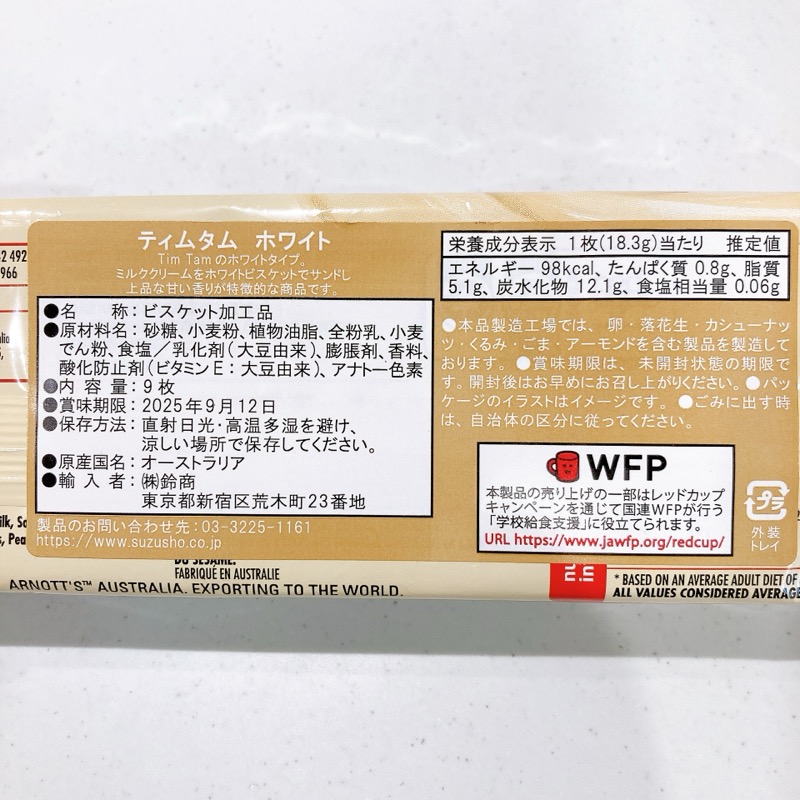 ティムタム ホワイト
Tim Tamのホワイトタイプ。
ミルククリームをホワイトビスケットでサンドし
上品な甘い香りが特徴的な商品です。
●名 称：ビスケット加工品
●原材料名：砂糖、小麦粉、植物油脂、全粉乳、小麦
でん粉、食塩／乳化剤（大豆由来）、膨脹剤、香料、
酸化防止剤（ビタミンE：大豆由来）、アナトー色素
●内 容 量：9枚
●賞味期限：2025年9月12日
●保存方法：直射日光・高温多湿を避け、
涼しい場所で保存してください。
●原産国名：オーストラリア
●輸 入 者：㈱鈴商
東京都新宿区荒木町23番地
製品のお問い合わせ先：03-3225-1161
https://www.suzusho.co.jp
栄養成分表示 1枚(18.3g)当たり 推定値
エネルギー 98kcal、たんぱく質 0.8g、脂質
5.1g、炭水化物 12.1g、食塩相当量 0.06g
●本品製造工場では、卵・落花生・カシューナッ
ツ・くるみ・ごま・アーモンドを含む製品を製造して
おります。●賞味期限は、未開封状態の期限で
す。開封後はお早めにお召し上がりください。●パッ
ケージのイラストはイメージです。●ごみに出す時
は、自治体の区分に従ってください。
WFP
本製品の売り上げの一部はレッドカップ
キャンペーンを通じて国連WFPが行う
「学校給食支援」に役立てられます。
URL https://www.jawfp.org/redcup/
プラ
外装
トレイ
2 492
966
DU SESAME.
FABRIQUÉ EN AUSTRALIE
ARNOTT'S™ AUSTRALIA. EXPORTING TO THE WORLD.
* BASED ON AN AVERAGE ADULT DIET OF
ALL VALUES CONSIDERED AVERAGE